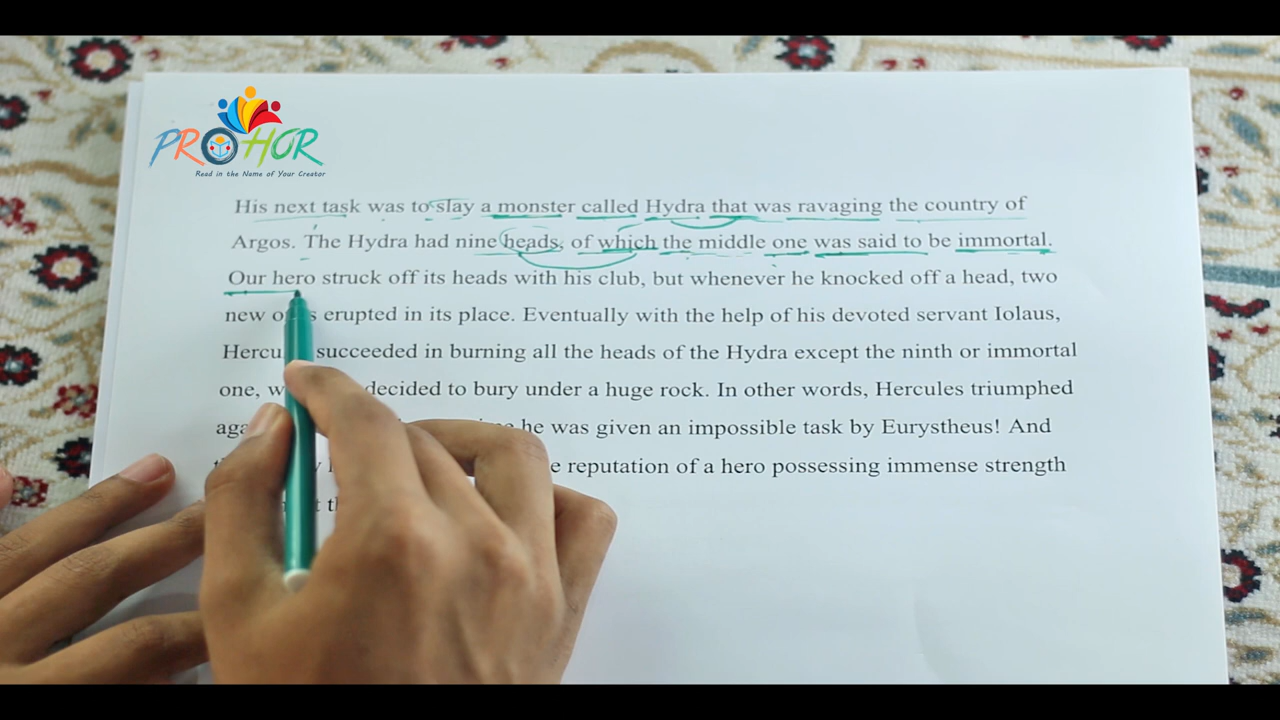 PROHOR
Read in the Name of Your Creator
His next task was to slay a monster called Hydra that was ravaging the country of
Argos. The Hydra had nine heads, of which the middle one was said to be immortal.
Our hero struck off its heads with his club, but whenever he knocked off a head, two
new erupted in its place. Eventually with the help of his devoted servant Iolaus,
succeeded in burning all the heads of the Hydra except the ninth or immortal
one, decided to bury under a huge rock. In other words, Hercules triumphed
he was given an impossible task by Eurystheus! And
reputation of a hero possessing immense strength